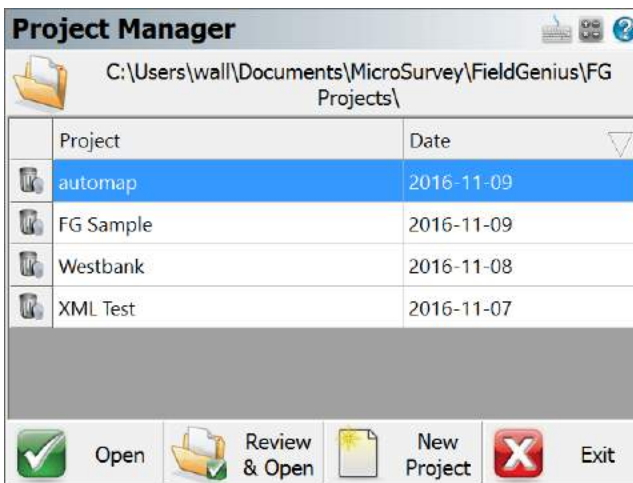 Project Manager
C:\Users\wall\Documents\MicroSurvey\FieldGenius\FG
Projects\
Project Date
automap 2016-11-09
FG Sample 2016-11-09
Westbank 2016-11-08
XML Test 2016-11-07
Open Review & Open New Project Exit